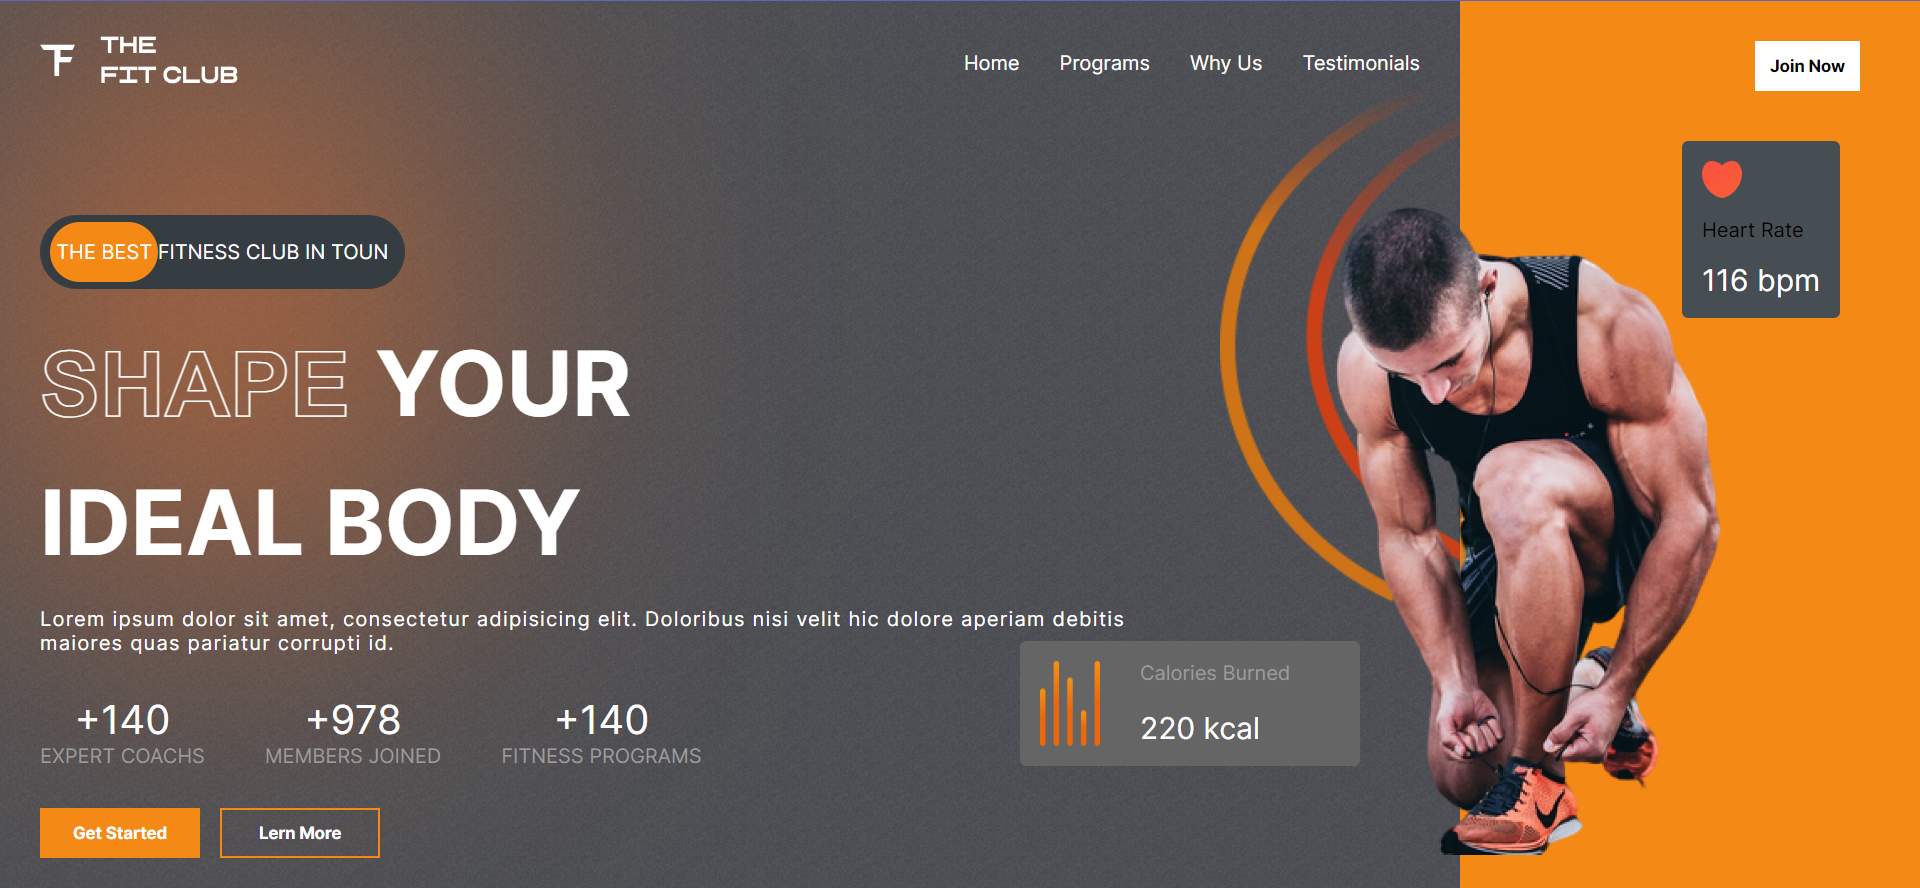 THE
FIT CLUB
Home Programs Why Us Testimonials
Join Now
Heart Rate
116 bpm
THE BEST FITNESS CLUB IN TOUN
SHAPE YOUR
IDEAL BODY
Lorem ipsum dolor sit amet, consectetur adipisicing elit. Doloribus nisi velit hic dolore aperiam debitis
maiores quas pariatur corrupti id.
Calories Burned
220 kcal
+140 +978 +140
EXPERT COACHS MEMBERS JOINED FITNESS PROGRAMS
Get Started Lern More